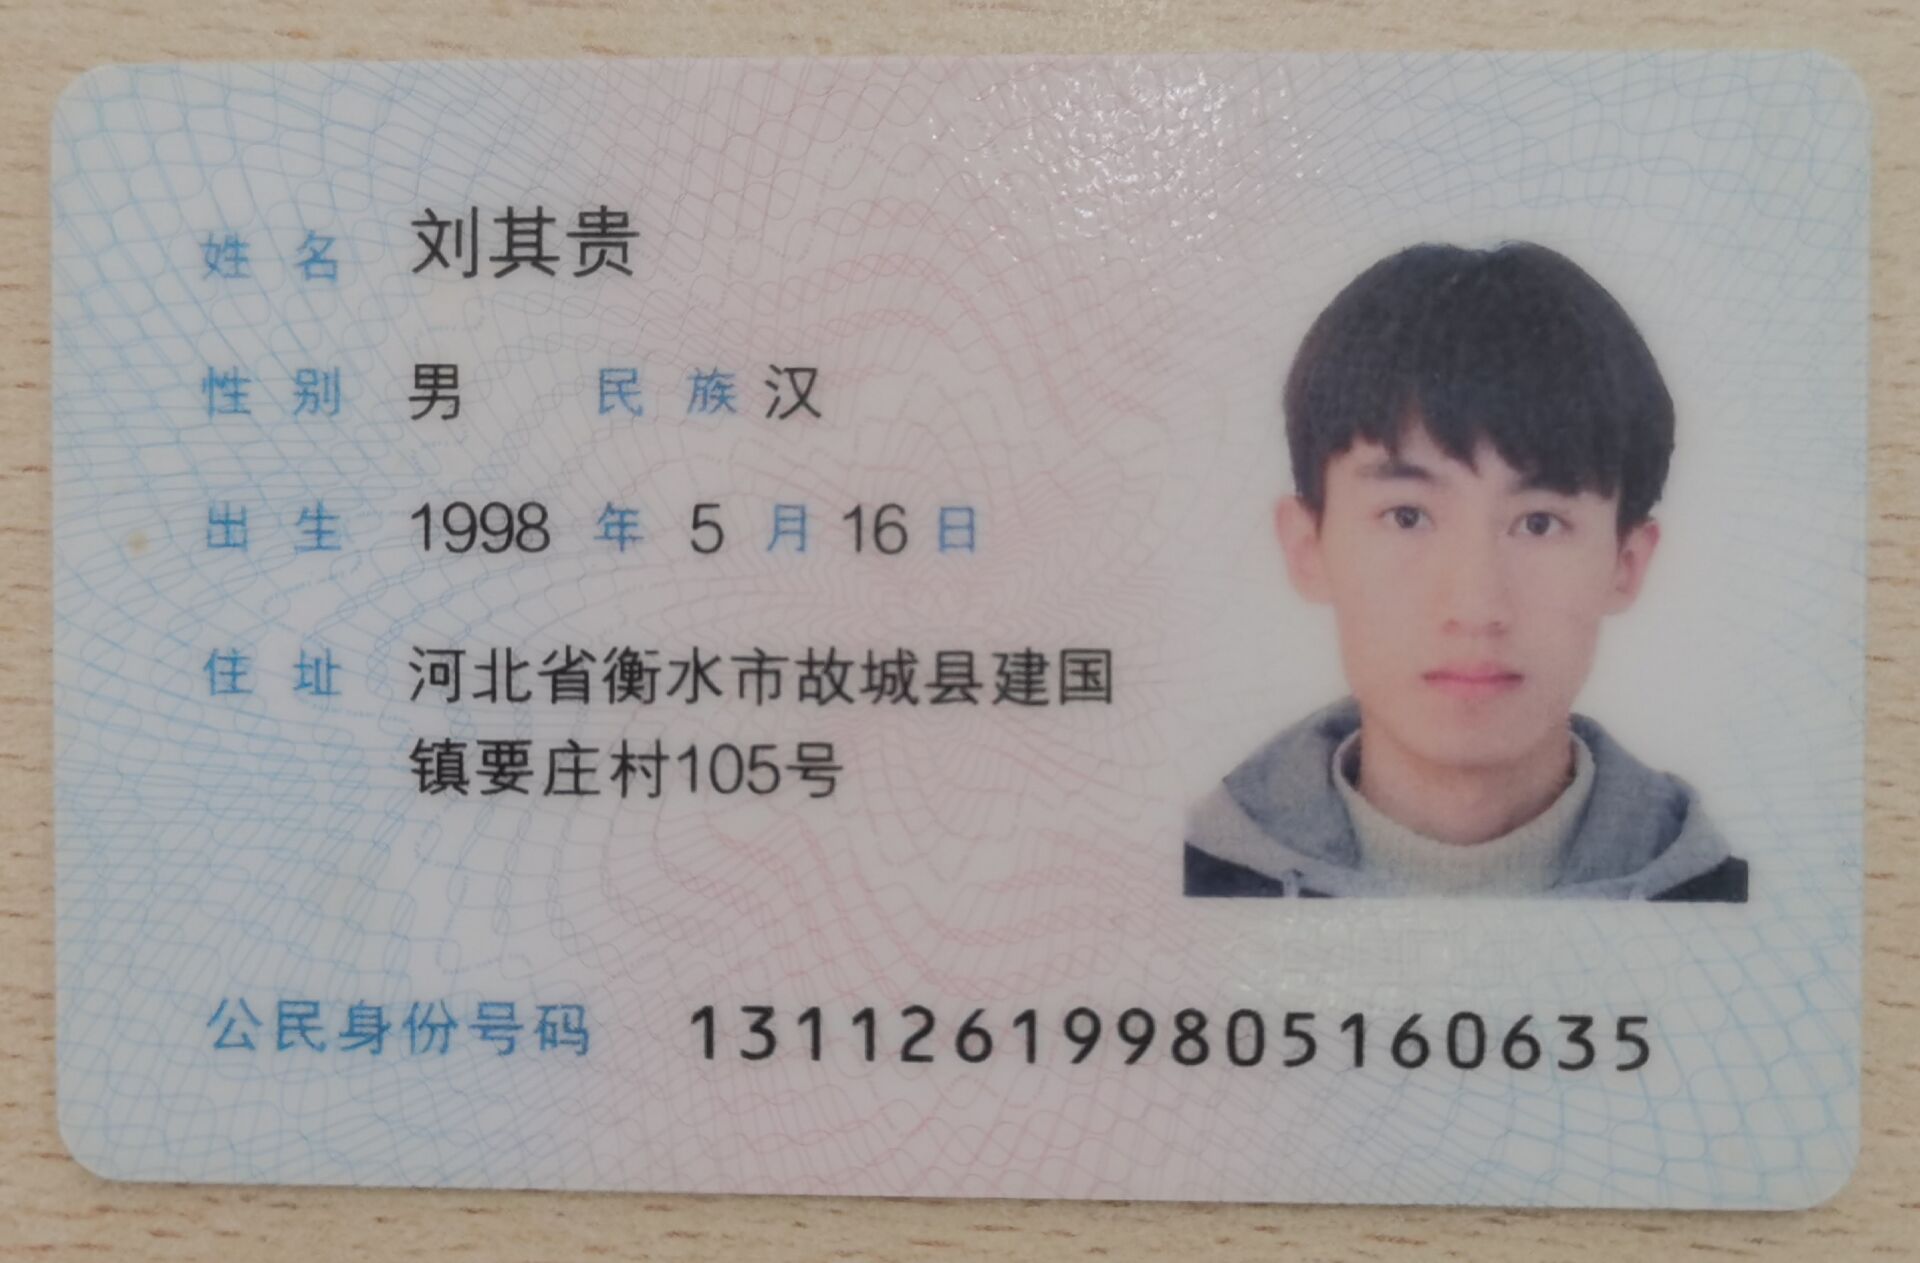 姓名 刘其贵
性别 男 民族 汉
出生 1998 年 5 月 16 日
住址 河北省衡水市故城县建国
镇要庄村105号
公民身份号码 131126199805160635